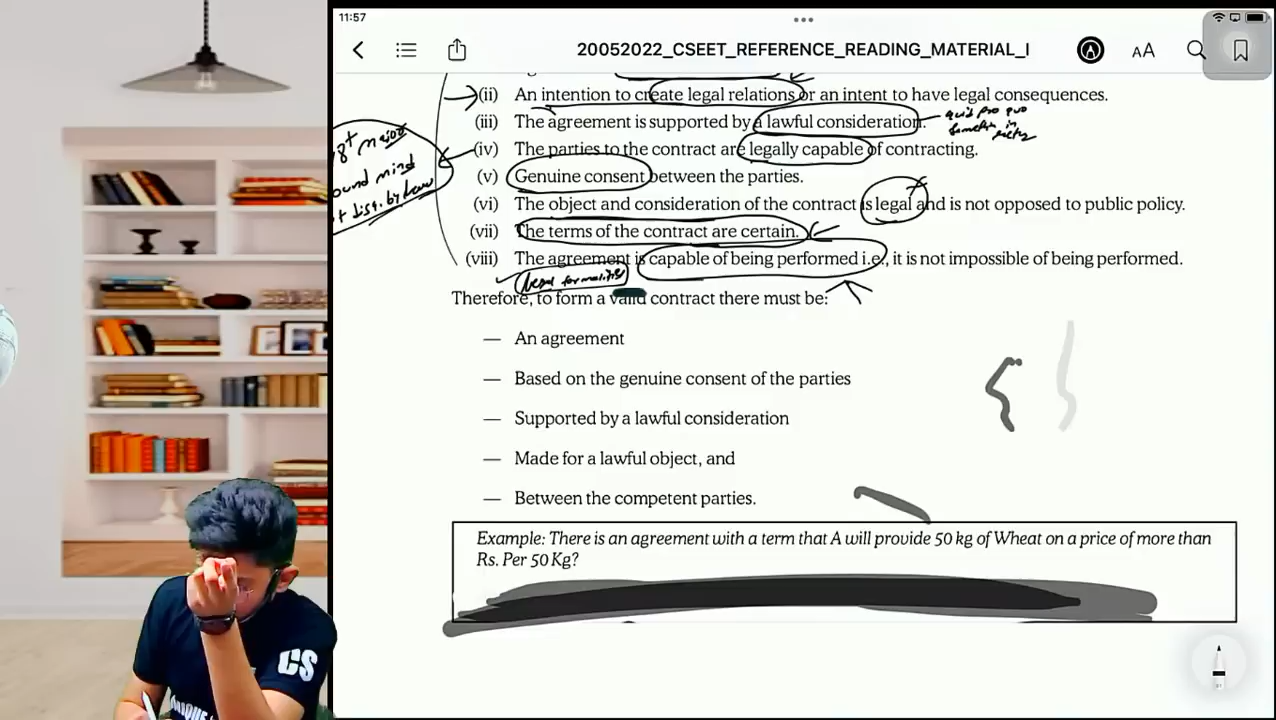 11:57
20052022_CSEET_REFERENCE_READING_MATERIAL_I
AA
(ii) An intention to create legal relations or an intent to have legal consequences.
(iii) The agreement is supported by a lawful consideration.
quid pro quo
(iv) The parties to the contract are legally capable of contracting.
18+ major
ound mind
(v) Genuine consent between the parties.
(vi) The object and consideration of the contract is legal and is not opposed to public policy.
(vii) The terms of the contract are certain.
(viii) The agreement is capable of being performed i.e., it is not impossible of being performed.
legal formalities
Therefore, to form a valid contract there must be:
— An agreement
— Based on the genuine consent of the parties
— Supported by a lawful consideration
— Made for a lawful object, and
— Between the competent parties.
Example: There is an agreement with a term that A will provide 50 kg of Wheat on a price of more than
Rs. Per 50 Kg?
CS